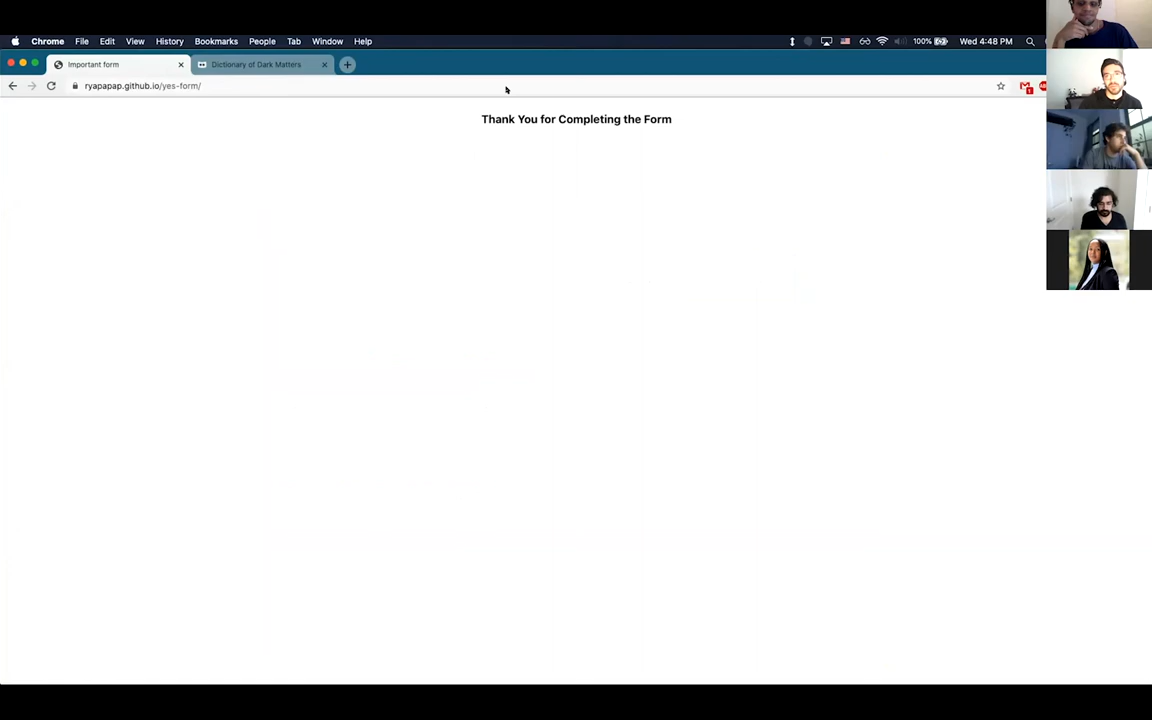 Chrome File Edit View History Bookmarks People Tab Window Help 100% Wed 4:48 PM
Important form Dictionary of Dark Matters
ryapapap.github.io/yes-form/
Thank You for Completing the Form